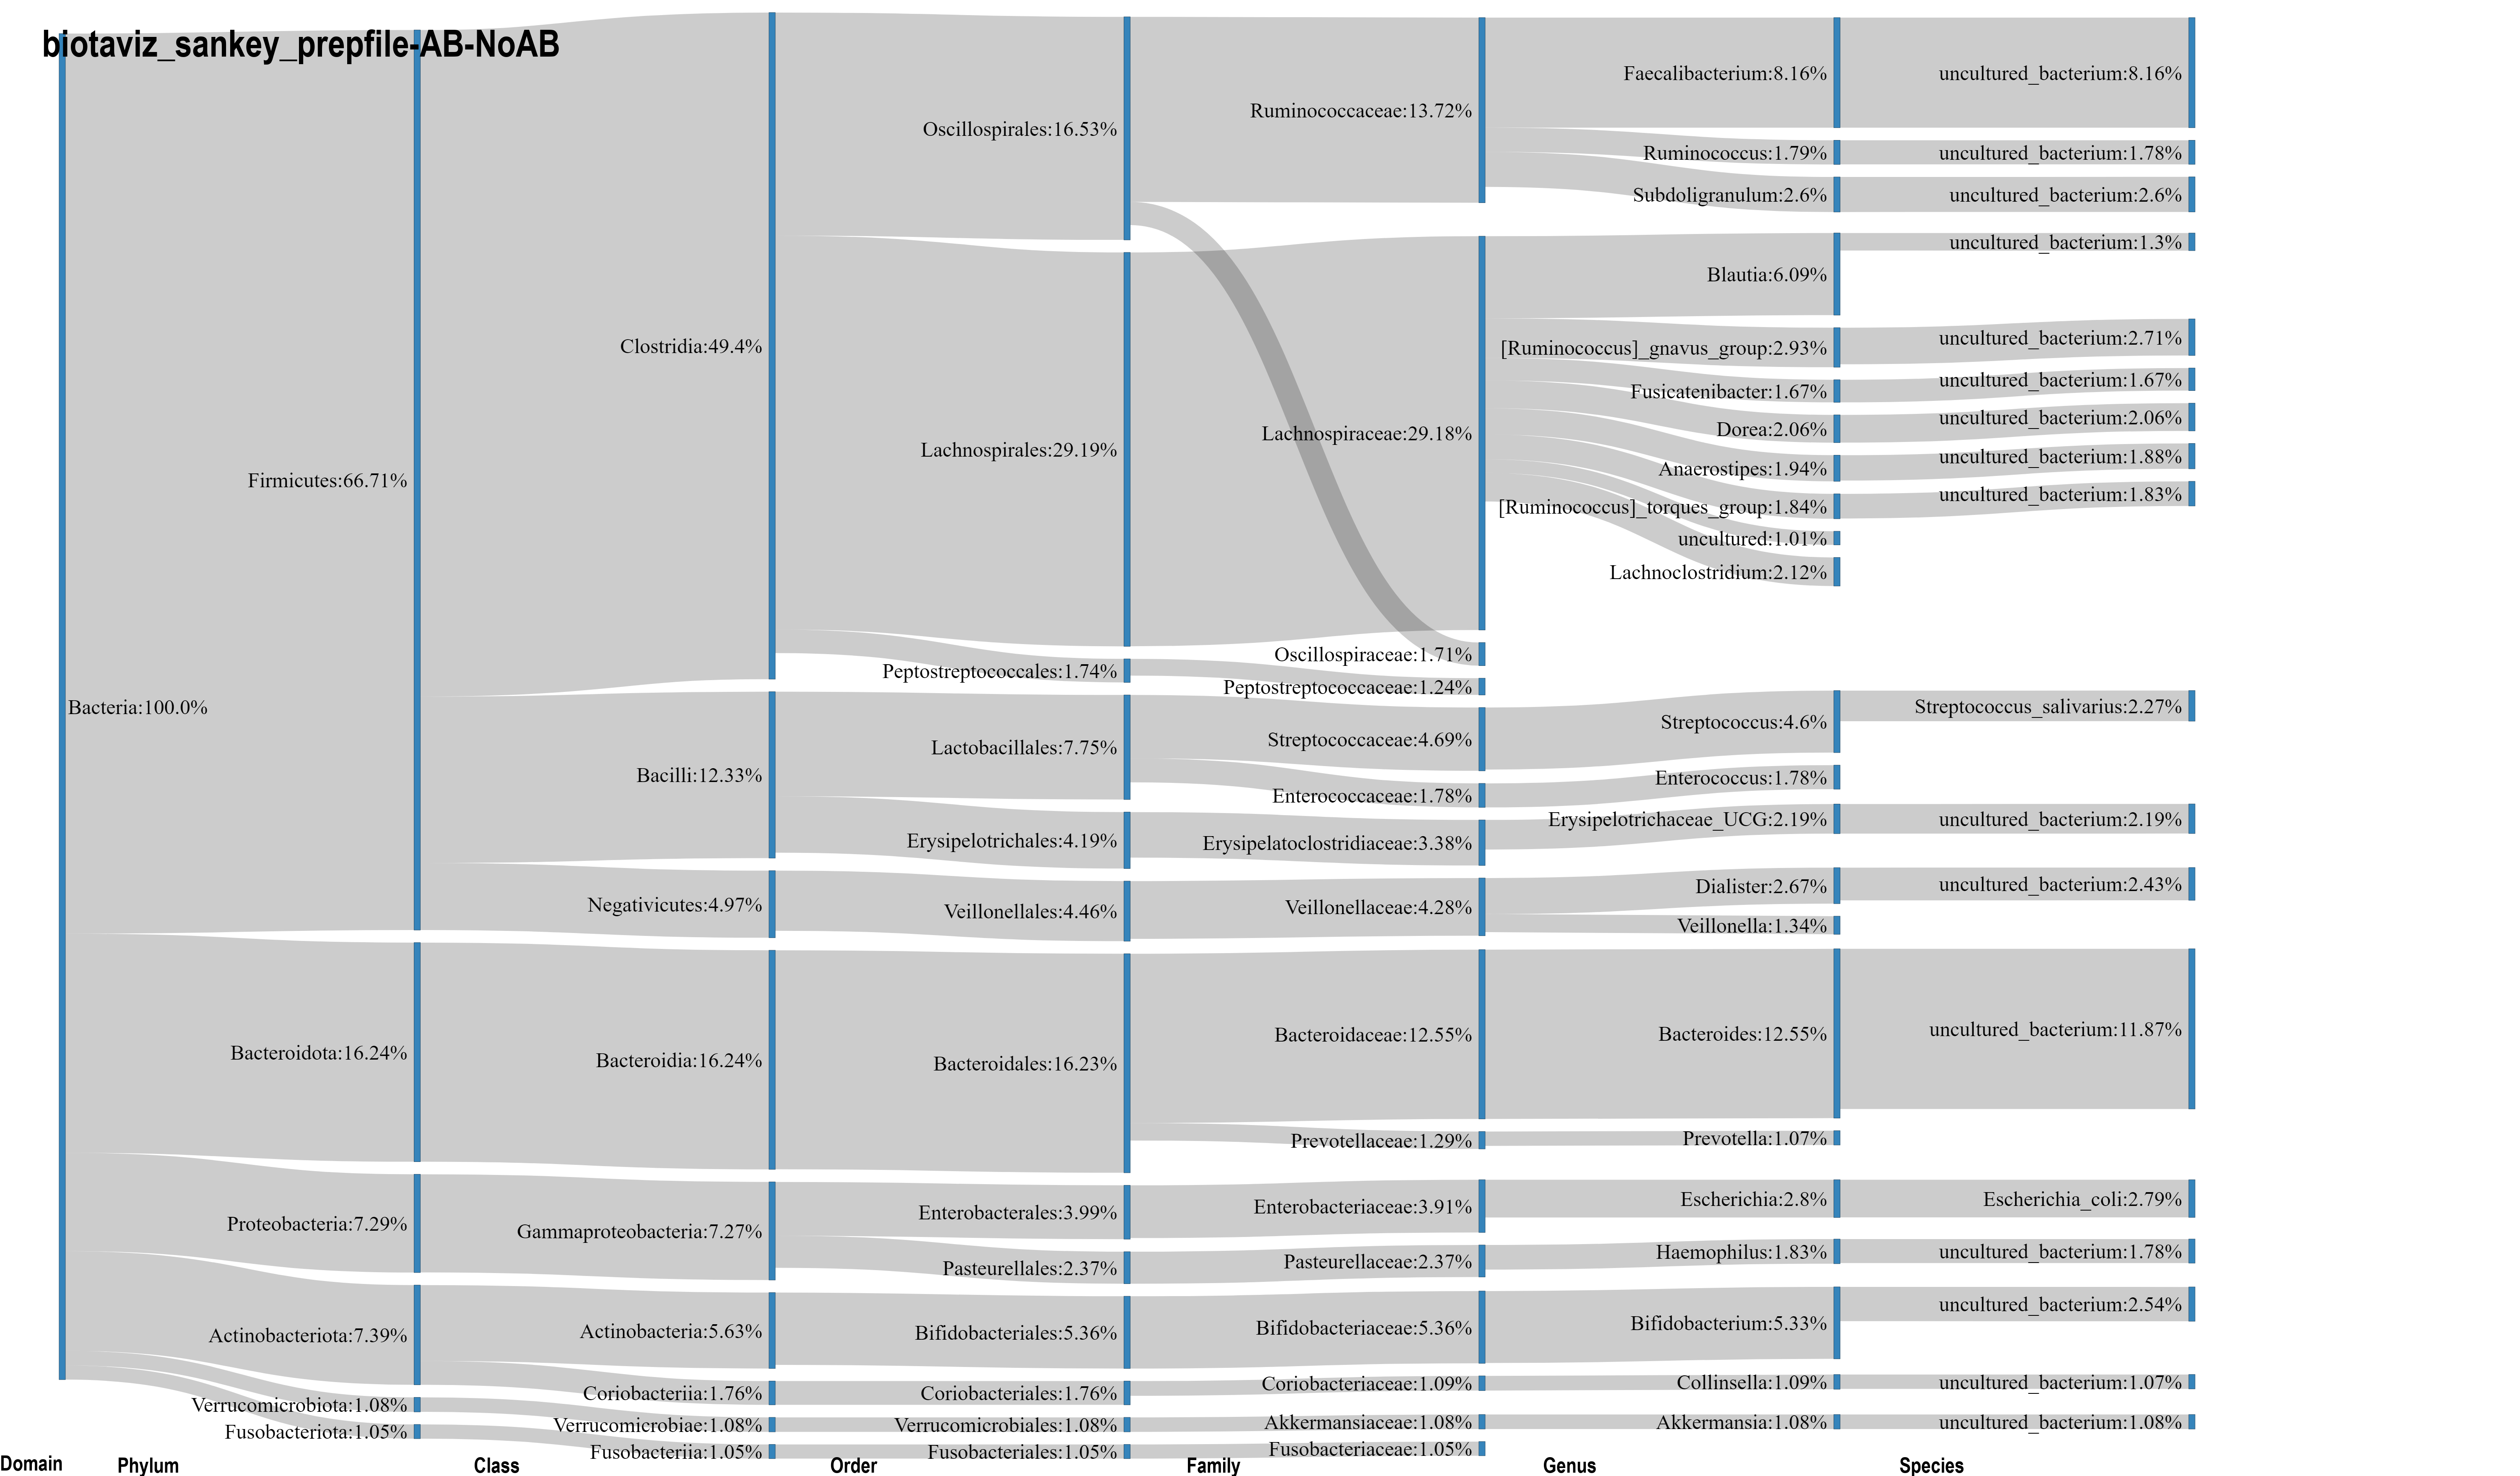 biotaviz_sankey_prepfile-AB-NoAB
Bacteria:100.0%
Firmicutes:66.71%
Bacteroidota:16.24%
Proteobacteria:7.29%
Actinobacteriota:7.39%
Verrucomicrobiota:1.08%
Fusobacteriota:1.05%
Clostridia:49.4%
Bacilli:12.33%
Negativicutes:4.97%
Bacteroidia:16.24%
Gammaproteobacteria:7.27%
Actinobacteria:5.63%
Coriobacteriia:1.76%
Verrucomicrobiae:1.08%
Fusobacteriia:1.05%
Oscillospirales:16.53%
Lachnospirales:29.19%
Peptostreptococcales:1.74%
Lactobacillales:7.75%
Erysipelotrichales:4.19%
Veillonellales:4.46%
Bacteroidales:16.23%
Enterobacterales:3.99%
Pasteurellales:2.37%
Bifidobacteriales:5.36%
Coriobacteriales:1.76%
Verrucomicrobiales:1.08%
Fusobacteriales:1.05%
Ruminococcaceae:13.72%
Lachnospiraceae:29.18%
Oscillospiraceae:1.71%
Peptostreptococcaceae:1.24%
Streptococcaceae:4.69%
Enterococcaceae:1.78%
Erysipelatoclostridiaceae:3.38%
Veillonellaceae:4.28%
Bacteroidaceae:12.55%
Prevotellaceae:1.29%
Enterobacteriaceae:3.91%
Pasteurellaceae:2.37%
Bifidobacteriaceae:5.36%
Coriobacteriaceae:1.09%
Akkermansiaceae:1.08%
Fusobacteriaceae:1.05%
Faecalibacterium:8.16%
Ruminococcus:1.79%
Subdoligranulum:2.6%
Blautia:6.09%
[Ruminococcus]_gnavus_group:2.93%
Fusicatenibacter:1.67%
Dorea:2.06%
Anaerostipes:1.94%
[Ruminococcus]_torques_group:1.84%
uncultured:1.01%
Lachnoclostridium:2.12%
Streptococcus:4.6%
Enterococcus:1.78%
Erysipelotrichaceae_UCG:2.19%
Dialister:2.67%
Veillonella:1.34%
Bacteroides:12.55%
Prevotella:1.07%
Escherichia:2.8%
Haemophilus:1.83%
Bifidobacterium:5.33%
Collinsella:1.09%
Akkermansia:1.08%
uncultured_bacterium:8.16%
uncultured_bacterium:1.78%
uncultured_bacterium:2.6%
uncultured_bacterium:1.3%
uncultured_bacterium:2.71%
uncultured_bacterium:1.67%
uncultured_bacterium:2.06%
uncultured_bacterium:1.88%
uncultured_bacterium:1.83%
Streptococcus_salivarius:2.27%
uncultured_bacterium:2.19%
uncultured_bacterium:2.43%
uncultured_bacterium:11.87%
Escherichia_coli:2.79%
uncultured_bacterium:1.78%
uncultured_bacterium:2.54%
uncultured_bacterium:1.07%
uncultured_bacterium:1.08%
Domain
Phylum
Class
Order
Family
Genus
Species